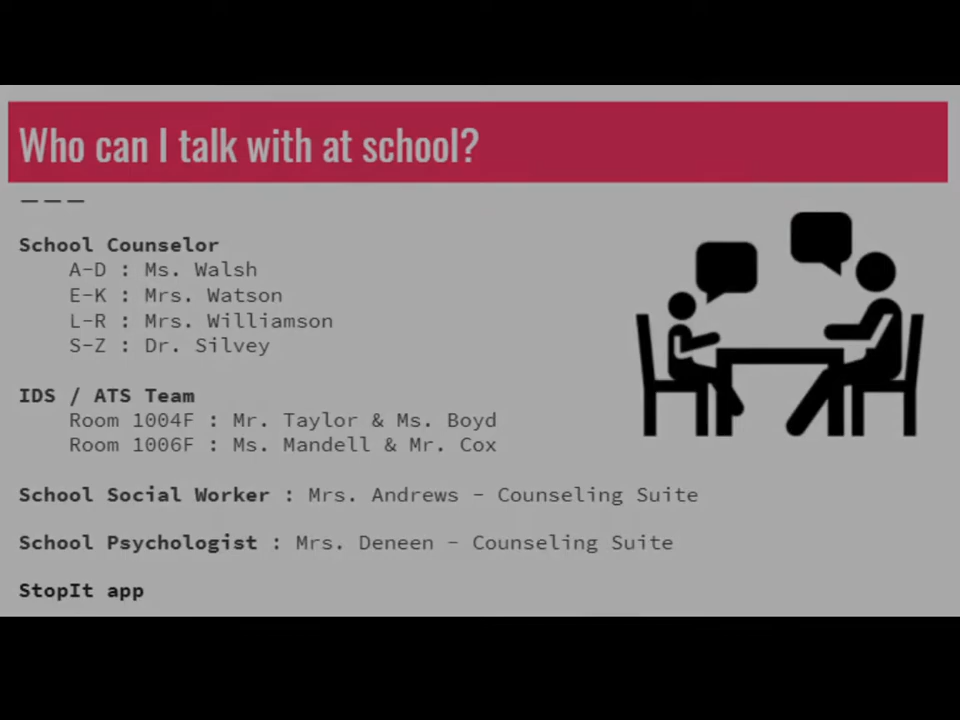 Who can I talk with at school?
———
School Counselor
A-D : Ms. Walsh
E-K : Mrs. Watson
L-R : Mrs. Williamson
S-Z : Dr. Silvey
IDS / ATS Team
Room 1004F : Mr. Taylor & Ms. Boyd
Room 1006F : Ms. Mandell & Mr. Cox
School Social Worker : Mrs. Andrews - Counseling Suite
School Psychologist : Mrs. Deneen - Counseling Suite
StopIt app